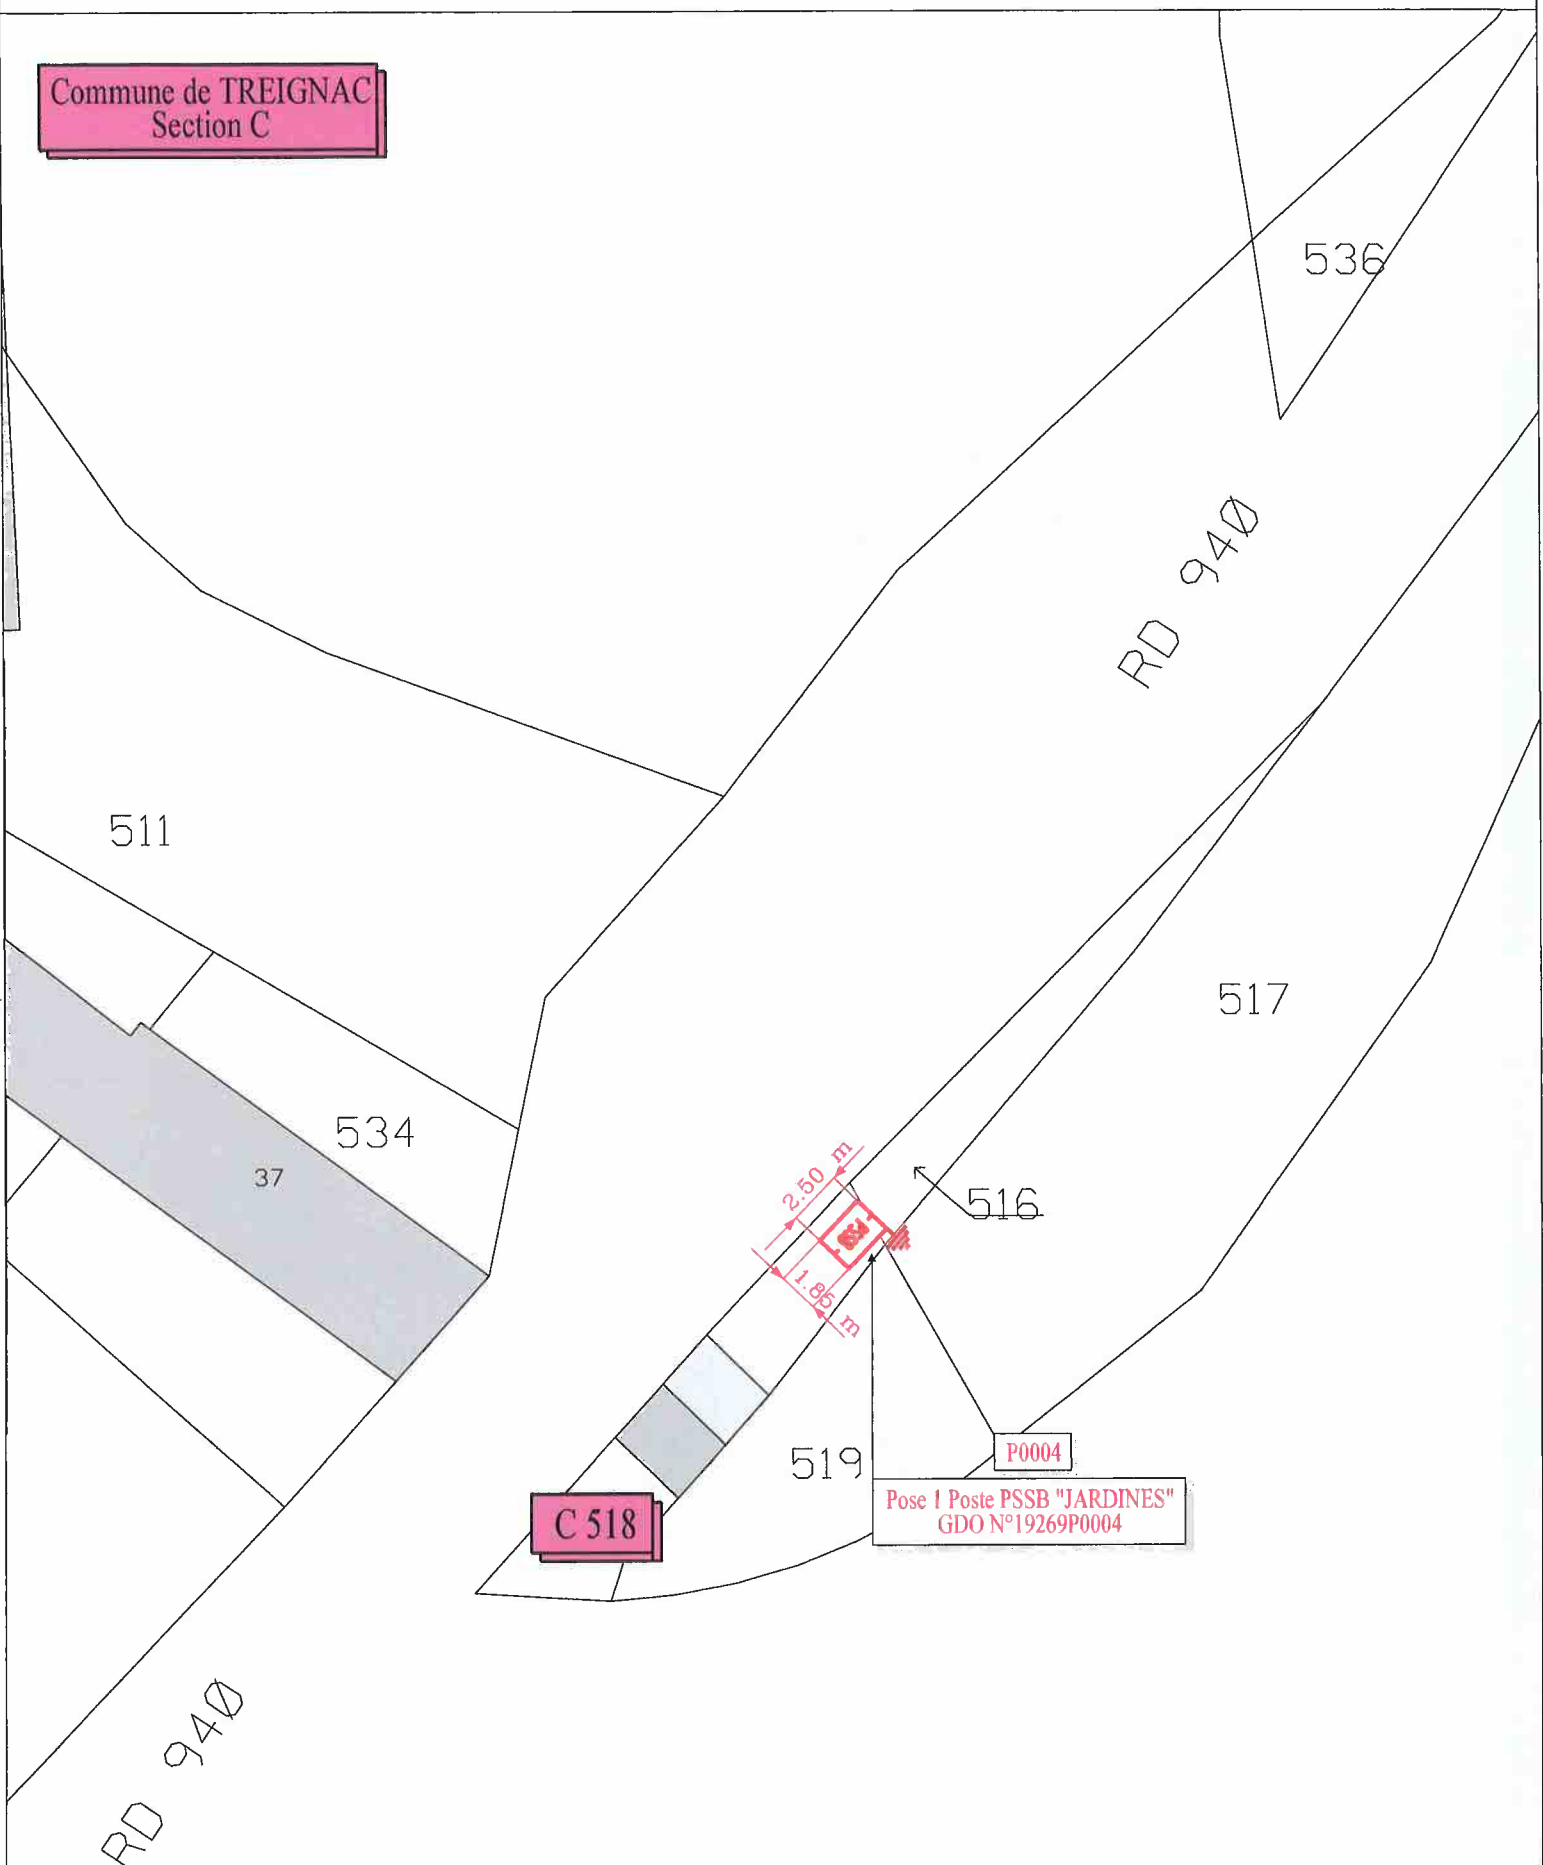 Commune de TREIGNAC
Section C
536
RD 940
511
517
534
37
2.50 m
516
PSSB
1.85 m
519
P0004
Pose 1 Poste PSSB "JARDINES"
GDO N°19269P0004
C 518
RD 940